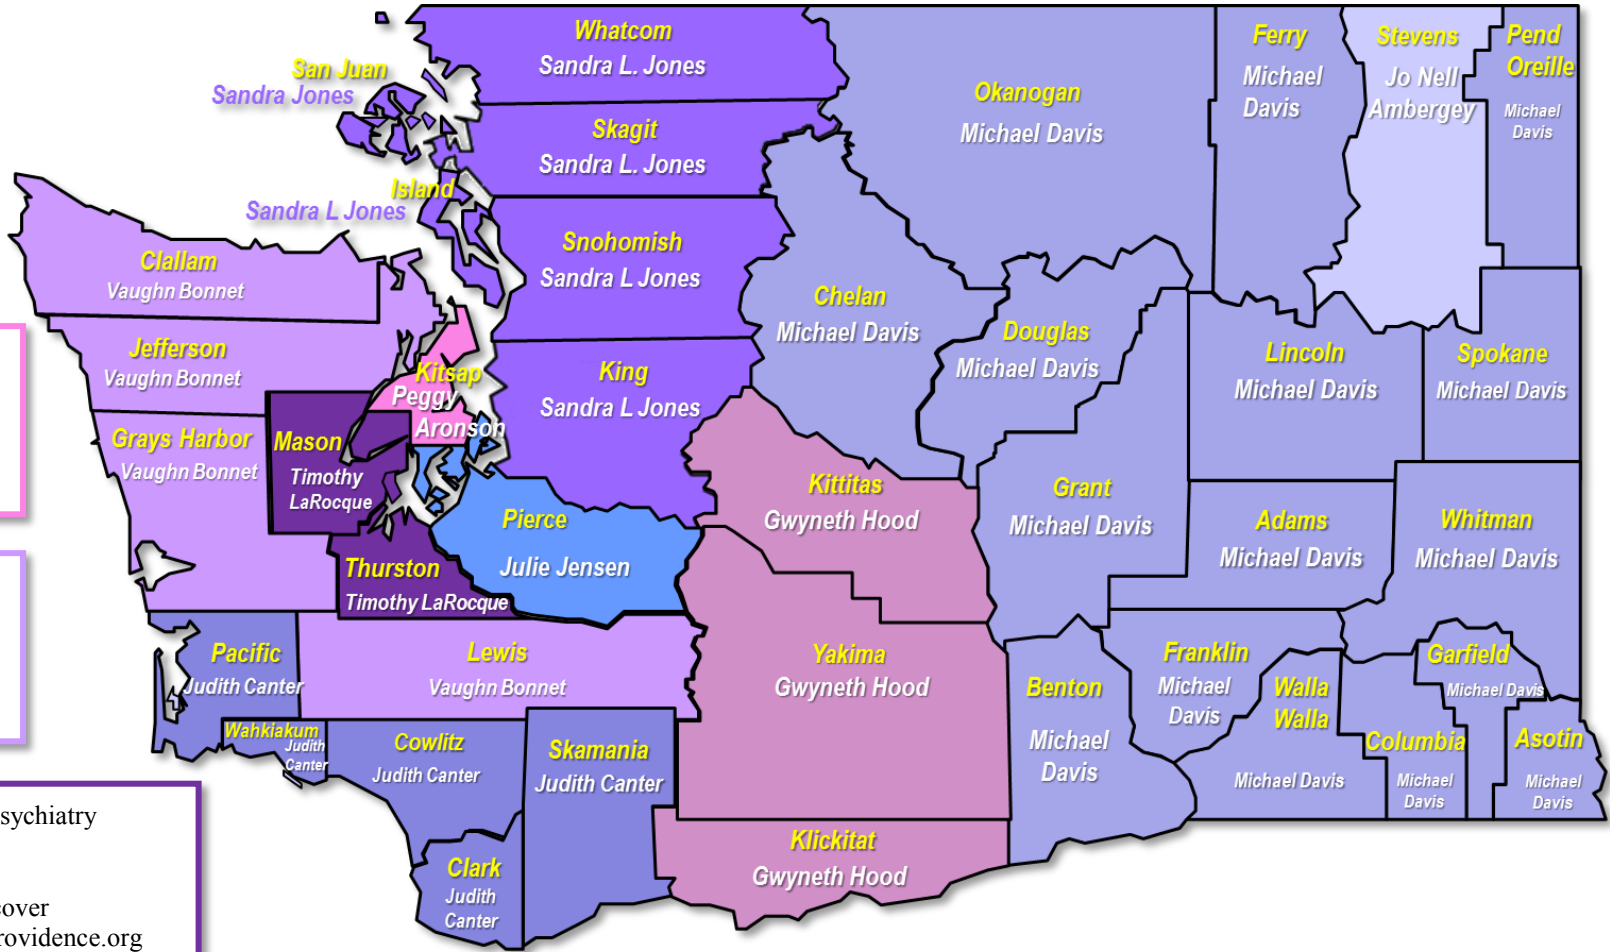 Whatcom
Sandra L. Jones
San Juan
Sandra Jones
Skagit
Sandra L. Jones
Island
Sandra L Jones
Snohomish
Sandra L Jones
King
Sandra L Jones
Okanogan
Michael Davis
Ferry
Michael
Davis
Stevens
Jo Nell
Ambergey
Pend
Oreille
Michael
Davis
Clallam
Vaughn Bonnet
Jefferson
Vaughn Bonnet
Kitsap
Peggy
Aronson
Grays Harbor
Vaughn Bonnet
Mason
Timothy
LaRocque
Chelan
Michael Davis
Douglas
Michael Davis
Lincoln
Michael Davis
Spokane
Michael Davis
Kittitas
Gwyneth Hood
Grant
Michael Davis
Adams
Michael Davis
Whitman
Michael Davis
Pierce
Julie Jensen
Thurston
Timothy LaRocque
Pacific
Judith Canter
Lewis
Vaughn Bonnet
Yakima
Gwyneth Hood
Benton
Michael
Davis
Franklin
Michael
Davis
Walla
Walla
Michael Davis
Garfield
Michael Davis
Columbia
Michael
Davis
Asotin
Michael
Davis
Wahkiakum
Judith
Canter
Cowlitz
Judith Canter
Skamania
Judith Canter
Clark
Judith
Canter
Klickitat
Gwyneth Hood
sychiatry
cover
rovidence.org